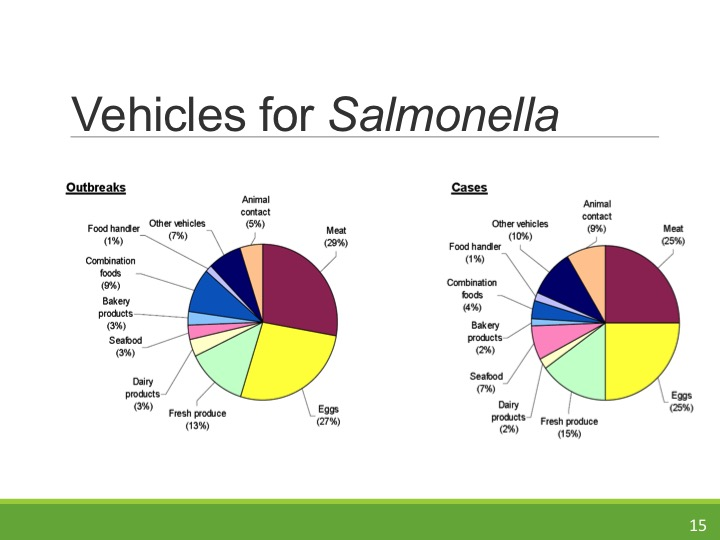 Vehicles for Salmonella
Outbreaks
Animal
contact
(5%)
Other vehicles
(7%)
Food handler
(1%)
Meat
(29%)
Combination
foods
(9%)
Bakery
products
(3%)
Seafood
(3%)
Dairy
products
(3%)
Fresh produce
(13%)
Eggs
(27%)
Cases
Animal
contact
(9%)
Other vehicles
(10%)
Meat
(25%)
Food handler
(1%)
Combination
foods
(4%)
Bakery
products
(2%)
Seafood
(7%)
Dairy
products
(2%)
Fresh produce
(15%)
Eggs
(25%)
15